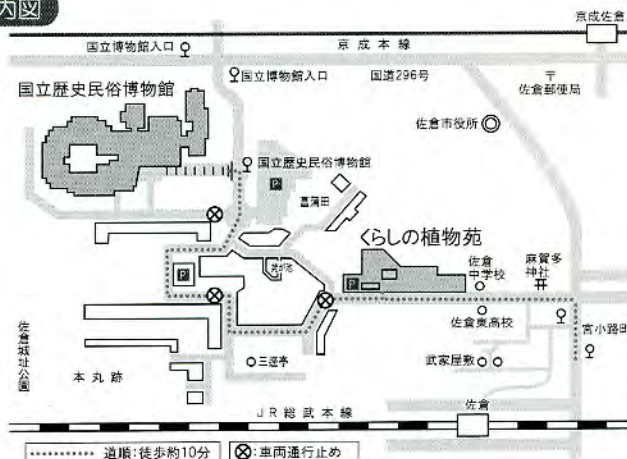 内図
京成佐倉
国立博物館入口
京成本線
国立博物館入口
国道296号
〒
佐倉郵便局
国立歴史民俗博物館
佐倉市役所
国立歴史民俗博物館
P
菖蒲田
くらしの植物苑
P
P
佐倉
中学校
麻賀多
神社
佐倉東高校
宮小路町
佐倉城址公園
本丸跡
三逕亭
武家屋敷
佐倉
JR総武本線
道順:徒歩約10分
:車両通行止め